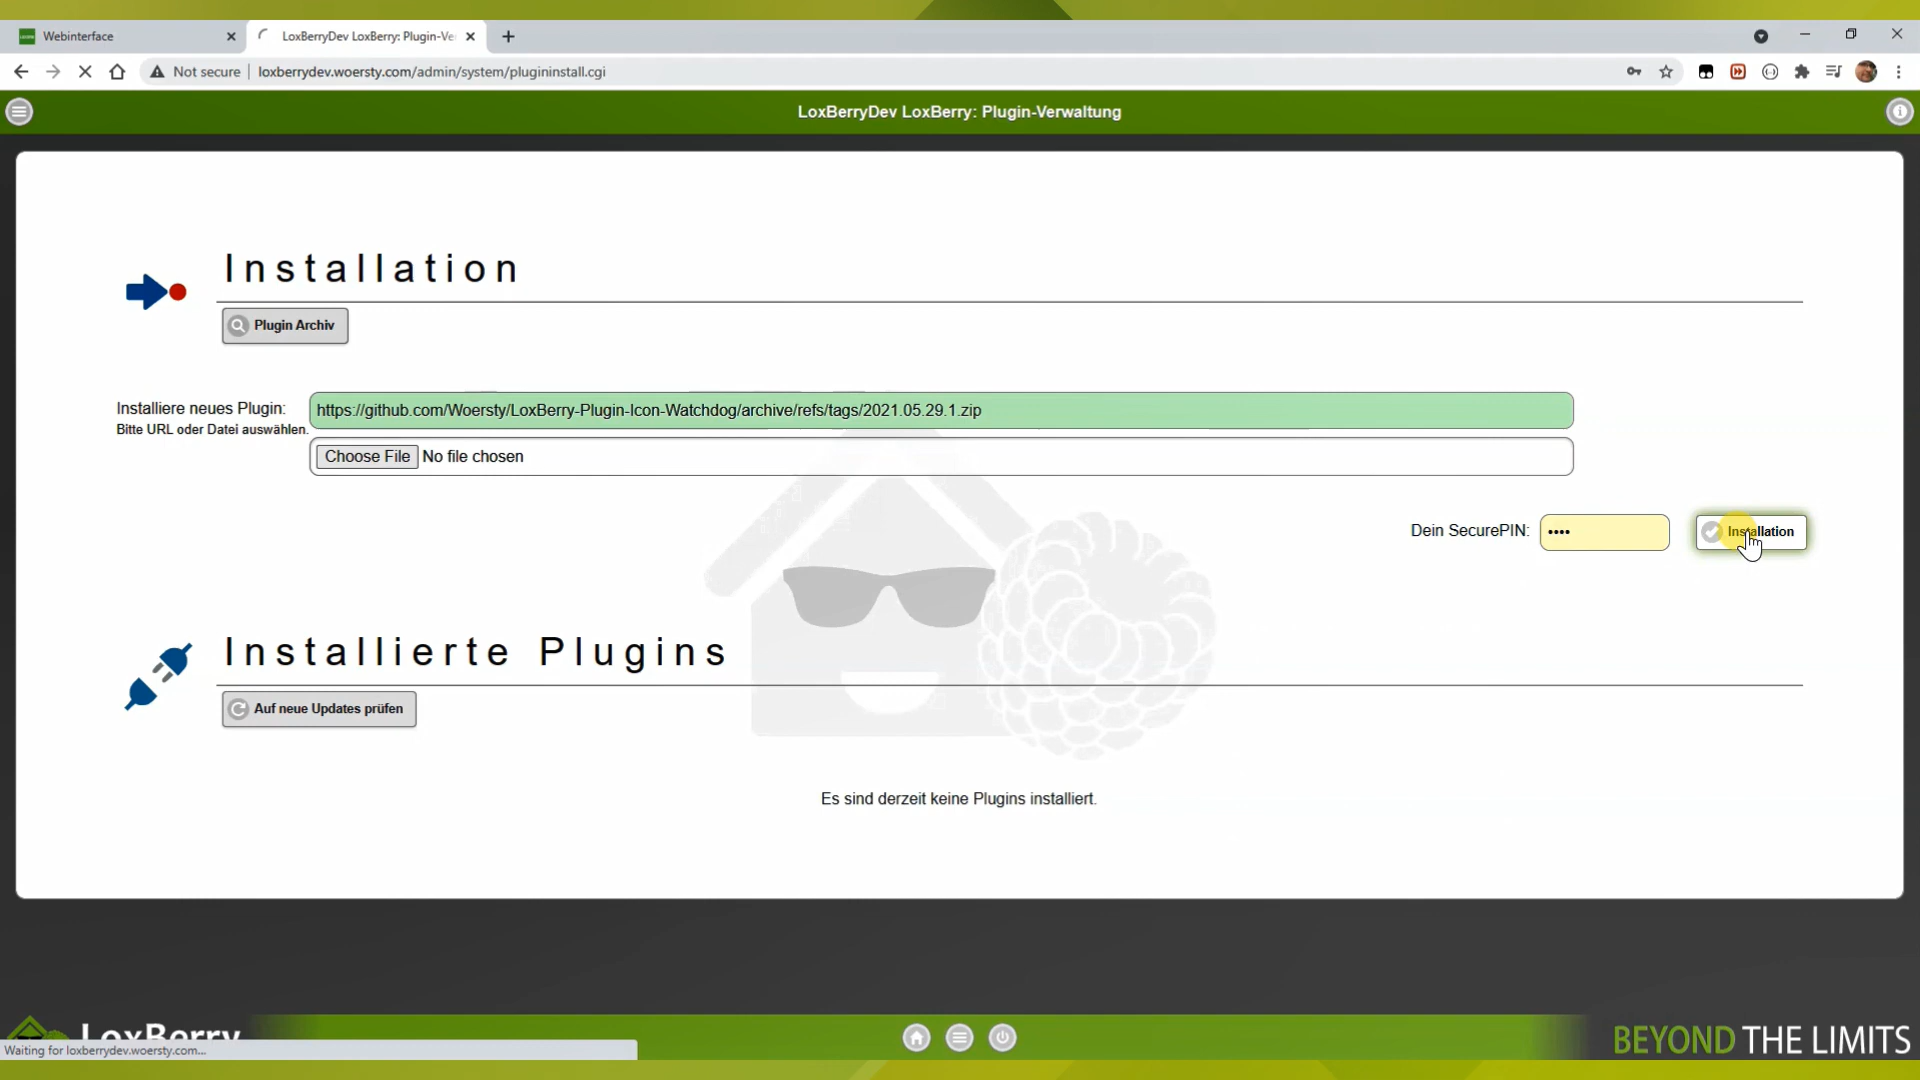 Webinterface
LoxBerryDev LoxBerry: Plugin-Ve
Not secure
loxberrydev.woersty.com/admin/system/plugininstall.cgi
LoxBerryDev LoxBerry: Plugin-Verwaltung
Installation
Plugin Archiv
Installiere neues Plugin:
Bitte URL oder Datei auswählen.
https://github.com/Woersty/LoxBerry-Plugin-Icon-Watchdog/archive/refs/tags/2021.05.29.1.zip
Choose File No file chosen
Dein SecurePIN:
••••
Installation
Installierte Plugins
Auf neue Updates prüfen
Es sind derzeit keine Plugins installiert.
LoxBerry
Waiting for loxberrydev.woersty.com...
BEYOND THE LIMITS